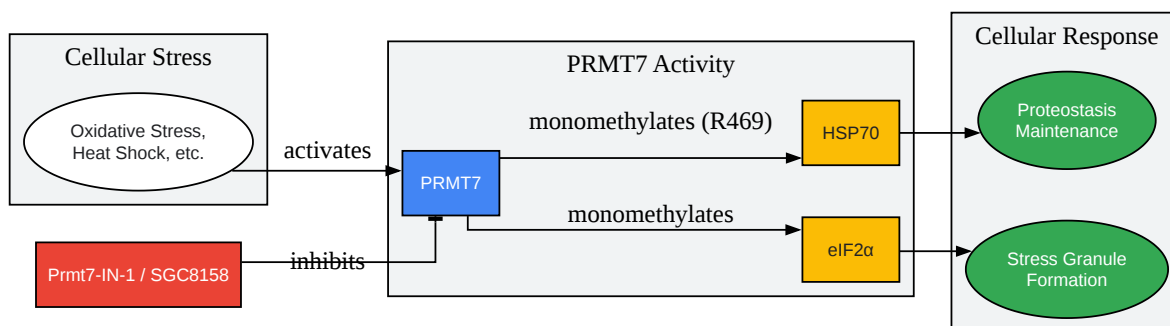 Cellular Stress
Oxidative Stress,
Heat Shock, etc.
activates
Prmt7-IN-1 / SGC8158
inhibits
PRMT7 Activity
PRMT7
monomethylates (R469)
monomethylates
HSP70
eIF2α
Cellular Response
Proteostasis
Maintenance
Stress Granule
Formation